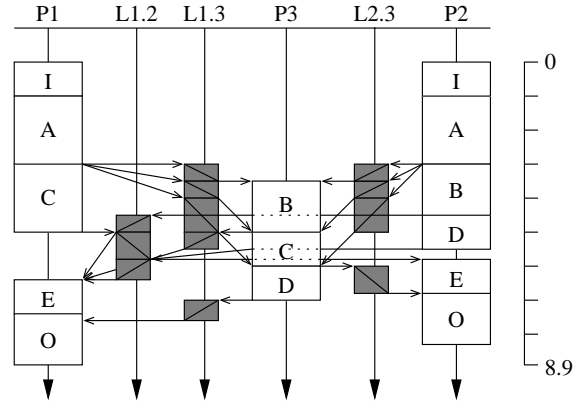 P1 L1.2 L1.3 P3 L2.3 P2
0
I I
A A
C B B
D
C
E D E
O O
8.9